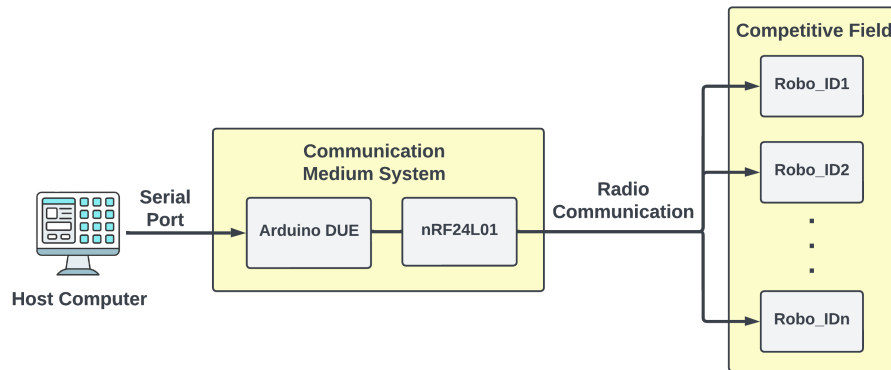 Competitive Field
Robo_ID1
Communication
Medium System
Serial
Port
Radio
Communication
Robo_ID2
Arduino DUE
nRF24L01
Host Computer
Robo_IDn